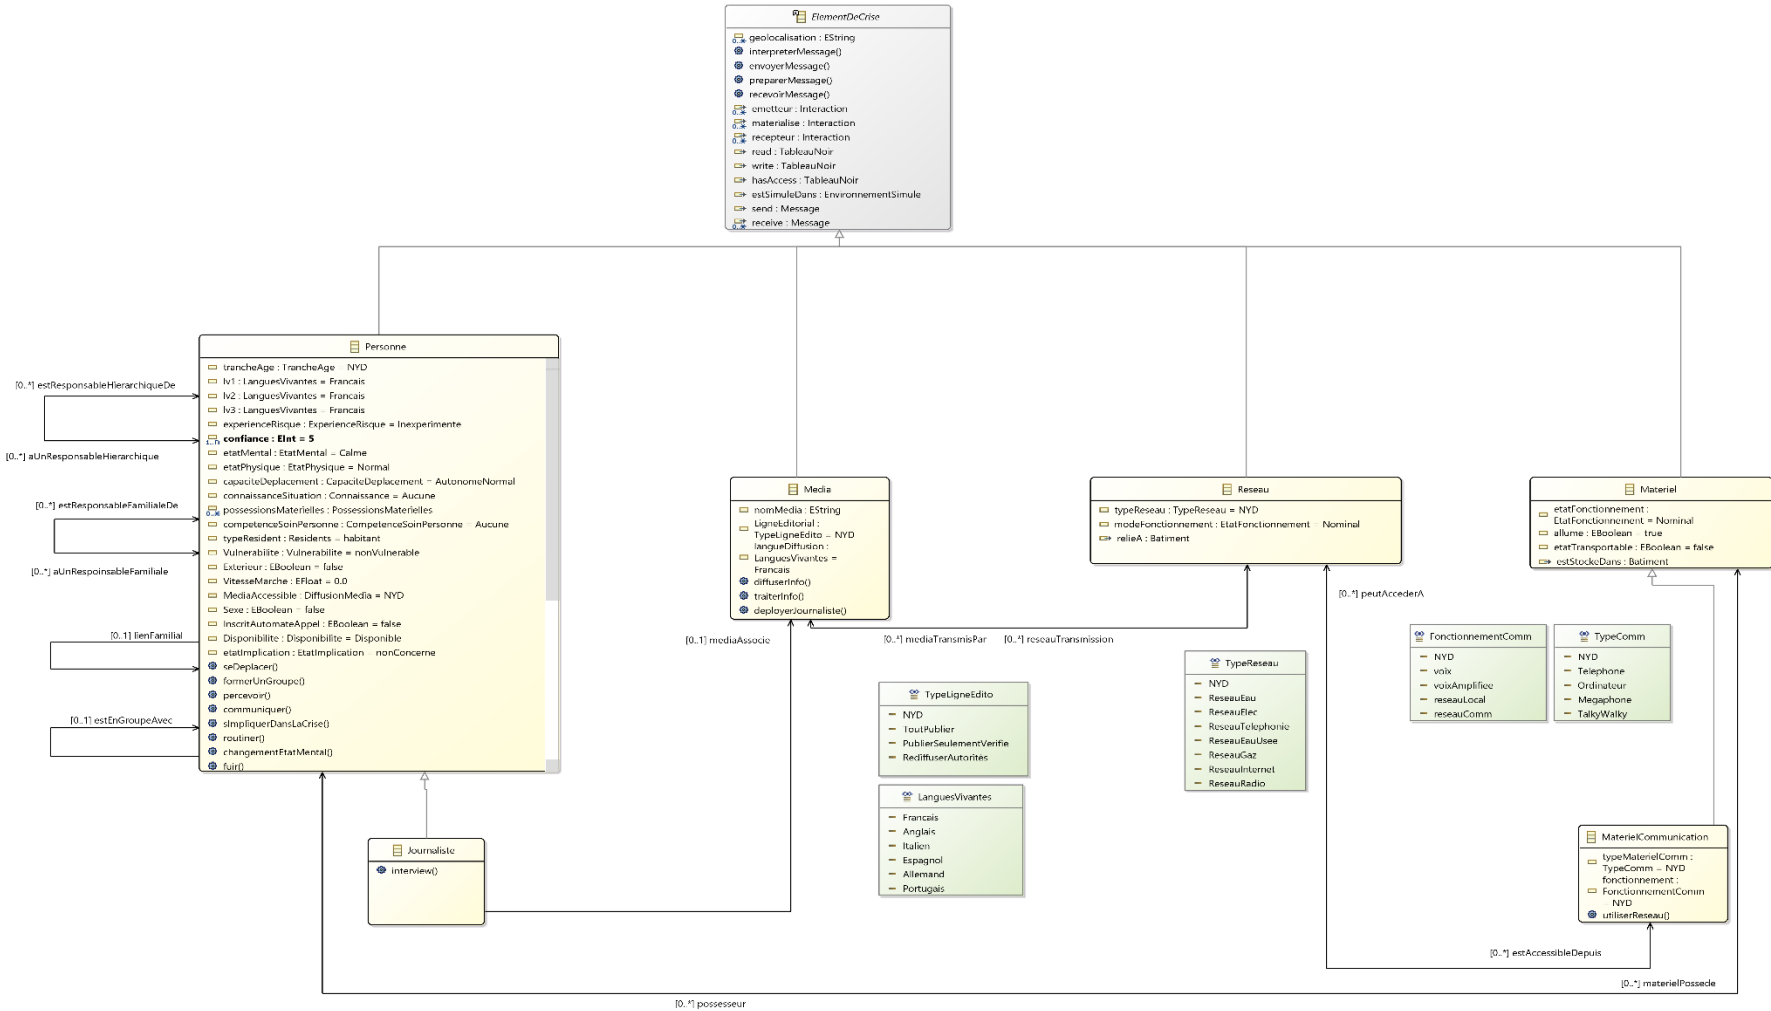 ElementDeCrise
geolocalisation : EString
interpreterMessage()
envoyerMessage()
preparerMessage()
recevoirMessage()
emetteur : Interaction
materialise : Interaction
recepteur : Interaction
read : TableauNoir
write : TableauNoir
hasAccess : TableauNoir
estSimuleDans : EnvironnementSimule
send : Message
receive : Message
Personne
trancheAge : TrancheAge = NYD
lv1 : LanguesVivantes = Francais
lv2 : LanguesVivantes = Francais
lv3 : LanguesVivantes = Francais
experienceRisque : ExperienceRisque = Inexperimente
confiance : EInt = 5
etatMental : EtatMental = Calme
etatPhysique : EtatPhysique = Normal
capaciteDeplacement : CapaciteDeplacement = AutonomeNormal
connaissanceSituation : Connaissance = Aucune
possessionsMaterielles : PossessionsMaterielles
competenceSoinPersonne : CompetenceSoinPersonne = Aucune
typeResident : Residents = habitant
Vulnerabilite : Vulnerabilite = nonVulnerable
Exterieur : EBoolean = false
VitesseMarche : EFloat = 0.0
MediaAccessible : DiffusionMedia = NYD
Sexe : EBoolean = false
InscritAutomateAppel : EBoolean = false
Disponibilite : Disponibilite = Disponible
etatImplication : EtatImplication = nonConcerne
seDeplacer()
formerUnGroupe()
percevoir()
communiquer()
sImpliquerDansLaCrise()
routiner()
changementEtatMental()
fuir()
[0..*] estResponsableHierarchiqueDe
[0..*] aUnResponsableHierarchique
[0..*] estResponsableFamilialeDe
[0..*] aUnRespoinsableFamiliale
[0..1] lienFamilial
[0..1] estEnGroupeAvec
Journaliste
interview()
Media
nomMedia : EString
LigneEditorial :
TypeLigneEdito = NYD
langueDiffusion :
LanguesVivantes =
Francais
diffuserInfo()
traiterInfo()
deployerJournaliste()
[0..1] mediaAssocie
[0..*] mediaTransmisPar
[0..*] reseauTransmission
Reseau
typeReseau : TypeReseau = NYD
modeFonctionnement : EtatFonctionnement = Nominal
relieA : Batiment
Materiel
etatFonctionnement :
EtatFonctionnement = Nominal
allume : EBoolean = true
etatTransportable : EBoolean = false
estStockeDans : Batiment
[0..*] peutAccederA
TypeLigneEdito
NYD
ToutPublier
PublierSeulementVerifie
RediffuserAutorités
LanguesVivantes
Francais
Anglais
Italien
Espagnol
Allemand
Portugais
TypeReseau
NYD
ReseauEau
ReseauElec
ReseauTelephonie
ReseauEauUsee
ReseauGaz
ReseauInternet
ReseauRadio
FonctionnementComm
NYD
voix
voixAmplifiee
reseauLocal
reseauComm
TypeComm
NYD
Telephone
Ordinateur
Megaphone
TalkyWalky
MaterielCommunication
typeMaterielComm :
TypeComm = NYD
fonctionnement :
FonctionnementComm
= NYD
utiliserReseau()
[0..*] estAccessibleDepuis
[0..*] materielPossede
[0..*] possesseur